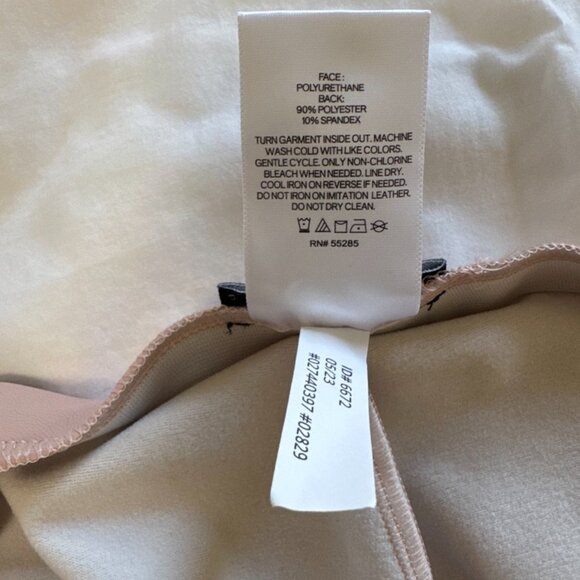 FACE:
POLYURETHANE
BACK:
90% POLYESTER
10% SPANDEX
TURN GARMENT INSIDE OUT. MACHINE
WASH COLD WITH LIKE COLORS.
GENTLE CYCLE. ONLY NON-CHLORINE
BLEACH WHEN NEEDED. LINE DRY.
COOL IRON ON REVERSE IF NEEDED.
DO NOT IRON ON IMITATION LEATHER.
DO NOT DRY CLEAN.
RN# 55285
ID# 6672
05/23
#027440397 #02829